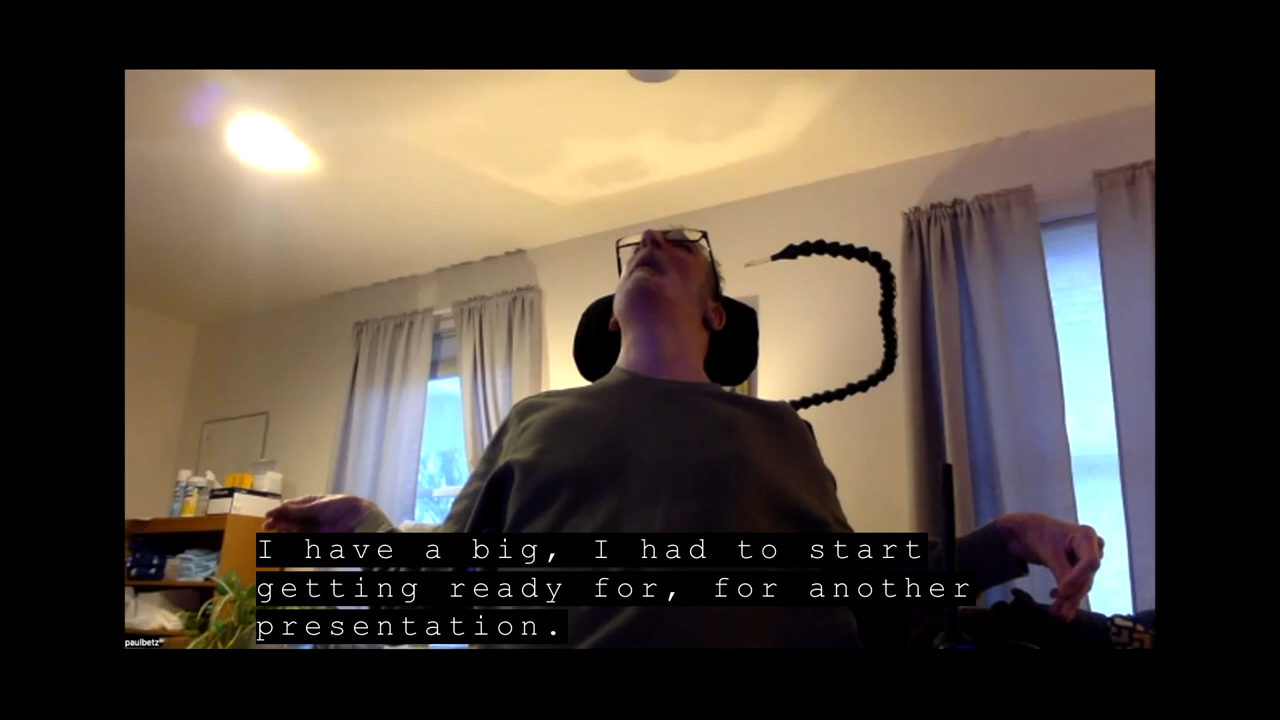 I have a big, I had to start
getting ready for, for another
presentation.
paulbetz